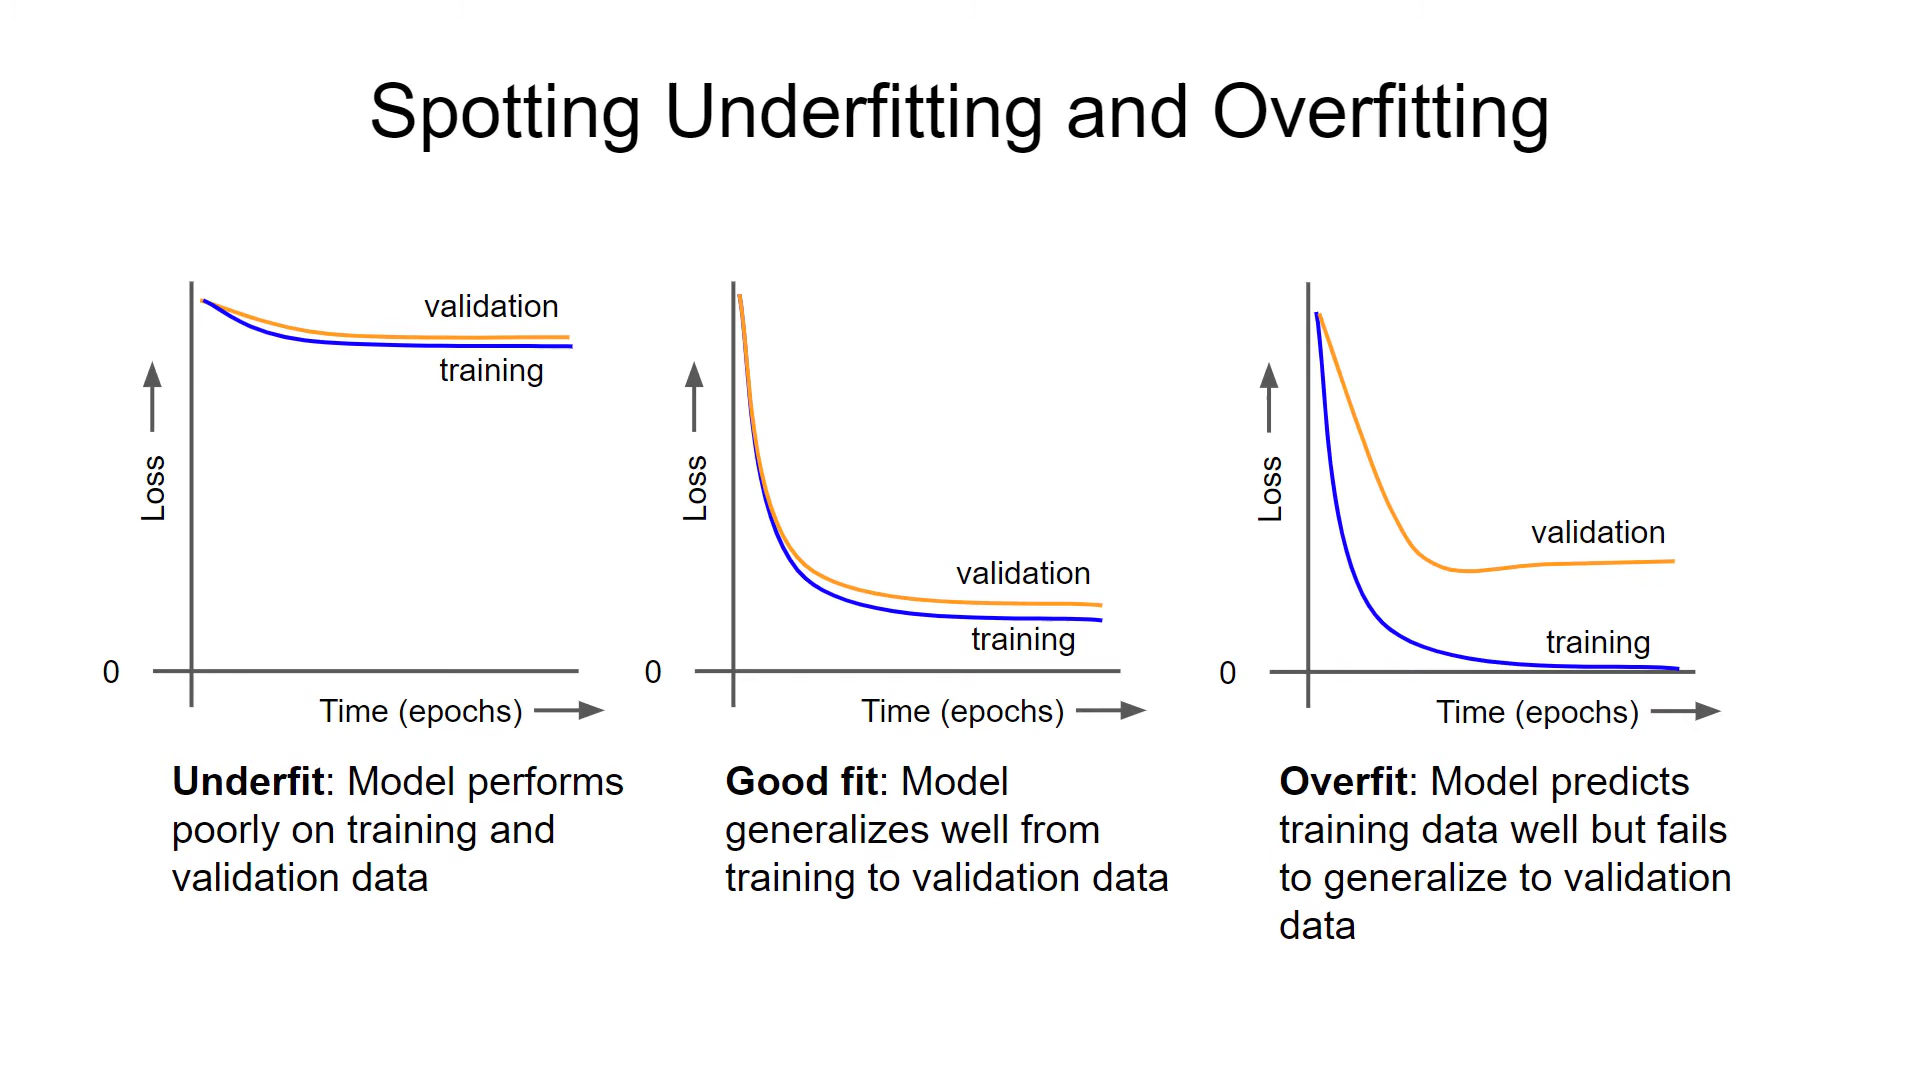 Spotting Underfitting and Overfitting
validation
training
Loss
0
Time (epochs)
Underfit: Model performs
poorly on training and
validation data
validation
training
Loss
0
Time (epochs)
Good fit: Model
generalizes well from
training to validation data
validation
training
Loss
0
Time (epochs)
Overfit: Model predicts
training data well but fails
to generalize to validation
data